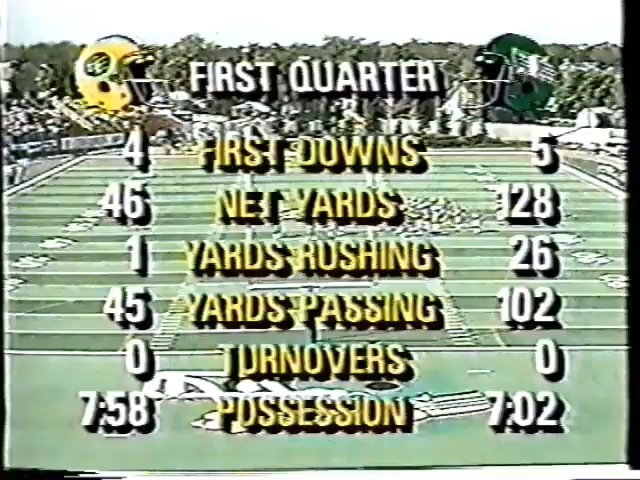 FIRST QUARTER
4 FIRST DOWNS 5
46 NET YARDS 128
1 YARDS RUSHING 26
45 YARDS PASSING 102
0 TURNOVERS 0
7:58 POSSESSION 7:02